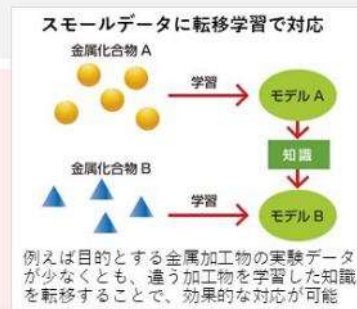 スモールデータに転移学習で対応
金属化合物 A
学習
モデル A
知識
金属化合物 B
学習
モデル B
例えば目的とする金属加工物の実験データ
が少なくとも、違う加工物を学習した知識
を転移することで、効果的な対応が可能